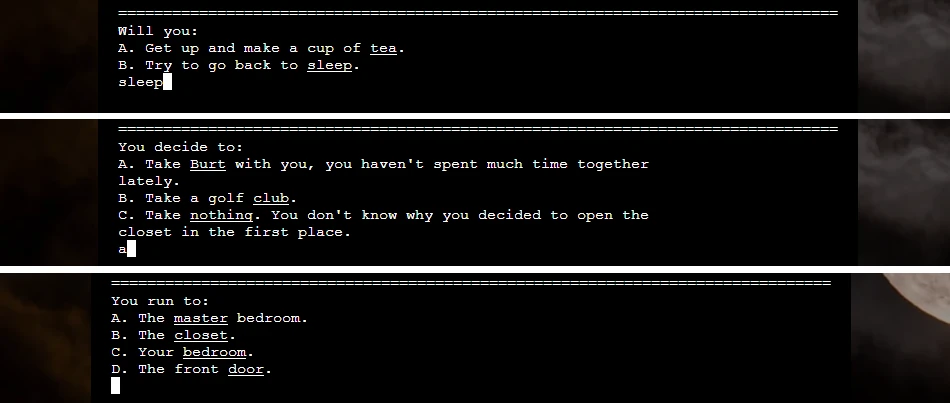 ================================================================================
Will you:
A. Get up and make a cup of tea.
B. Try to go back to sleep.
sleep
================================================================================
You decide to:
A. Take Burt with you, you haven't spent much time together
lately.
B. Take a golf club.
C. Take nothing. You don't know why you decided to open the
closet in the first place.
a
================================================================================
You run to:
A. The master bedroom.
B. The closet.
C. Your bedroom.
D. The front door.